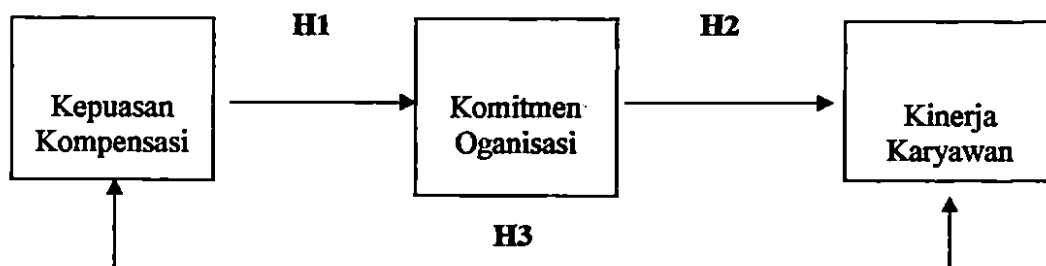 H1
H2
Kepuasan
Kompensasi
Komitmen
Oganisasi
Kinerja
Karyawan
H3